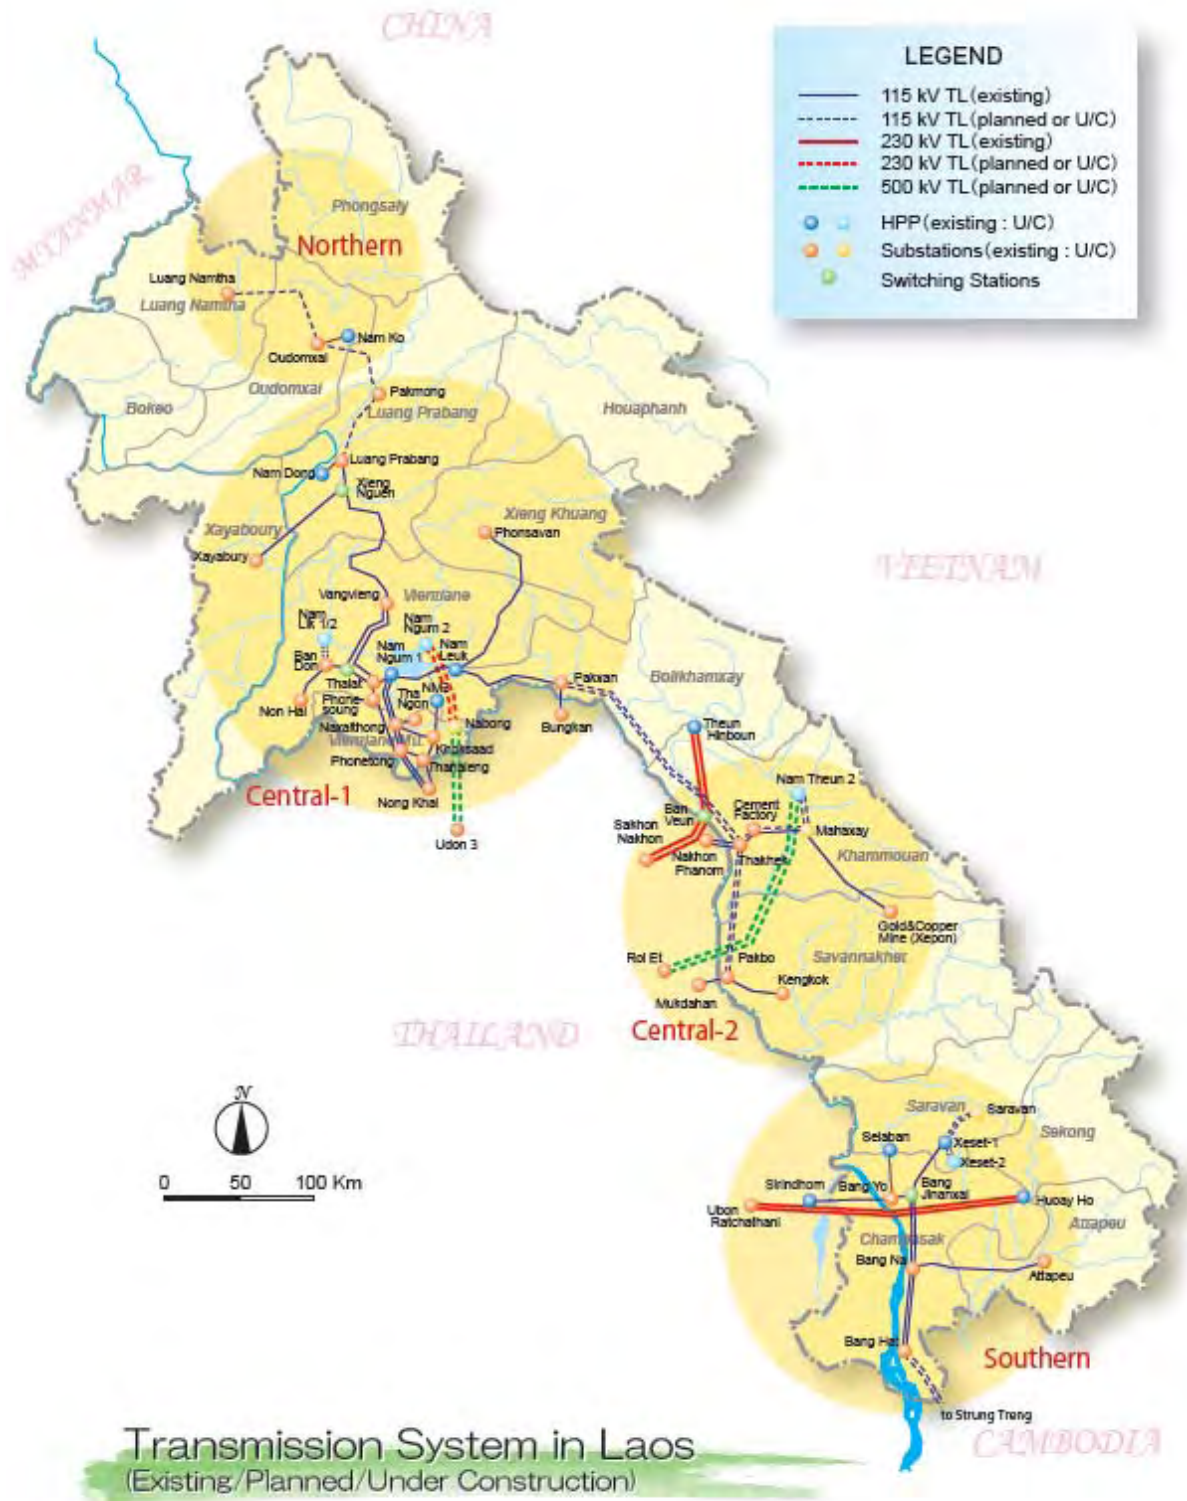 CHINA
LEGEND
115 kV TL(existing)
115 kV TL(planned or U/C)
230 kV TL(existing)
230 kV TL(planned or U/C)
500 kV TL(planned or U/C)
HPP(existing : U/C)
Substations(existing : U/C)
Switching Stations
MYANMAR
Phongsaly
Northern
Luang Namtha
Luang Namtha
Nam Ko
Oudomxai
Oudomxai
Pakmong
Bokeo
Luang Prabang
Houaphanh
Luang Prabang
Nam Dong
Xieng
Nguen
Xayaboury
Xieng Khuang
Phonsavan
Xayabury
VIETNAM
Vangvieng
Vientiane
Nam
Lik 1/2
Nam
Ngum 2
Nam
Ngum 1
Nam
Leuk
Ban
Don
Thalat
Pakxan
Bolikhamxay
Phone-
soung
Tha
Ngon
NM3
Non Hai
Naxaithong
Nabong
Bungkan
Theun
Hinboun
Khoksaad
Phonetong
Thanaleng
Nam Theun 2
Central-1
Nong Khai
Udon 3
Ban
Veun
Cement
Factory
Sakhon
Nakhon
Mahaxay
Nakhon
Phanom
Thakhek
Khammouan
Gold&Copper
Mine (Xepon)
Roi Et
Pakbo
Savannakhet
Mukdahan
Kengkok
THAILAND
Central-2
N
0 50 100 Km
Saravan
Saravan
Sekong
Selaban
Xeset-1
Xeset-2
Sirindhorn
Bang Yo
Bang
Jinanxai
Huoay Ho
Ubon
Ratchathani
Champasak
Attapeu
Bang Na
Attapeu
Bang Hat
Southern
to Strung Treng
CAMBODIA
Transmission System in Laos
(Existing/Planned/Under Construction)